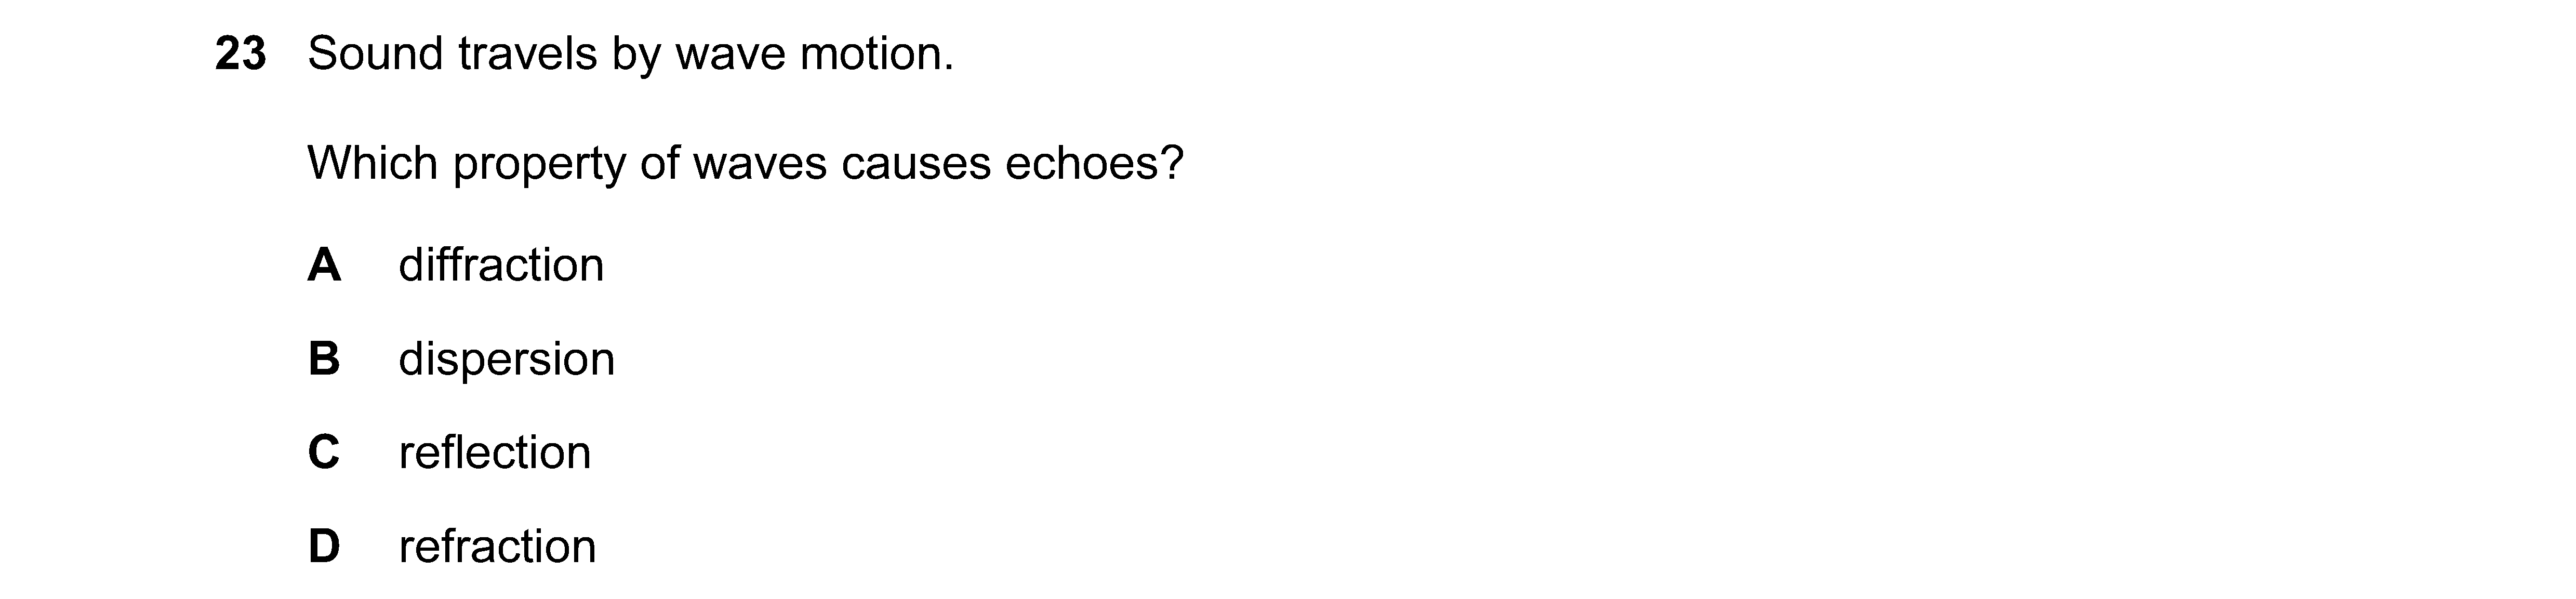 23 Sound travels by wave motion.
Which property of waves causes echoes?
A diffraction
B dispersion
C reflection
D refraction